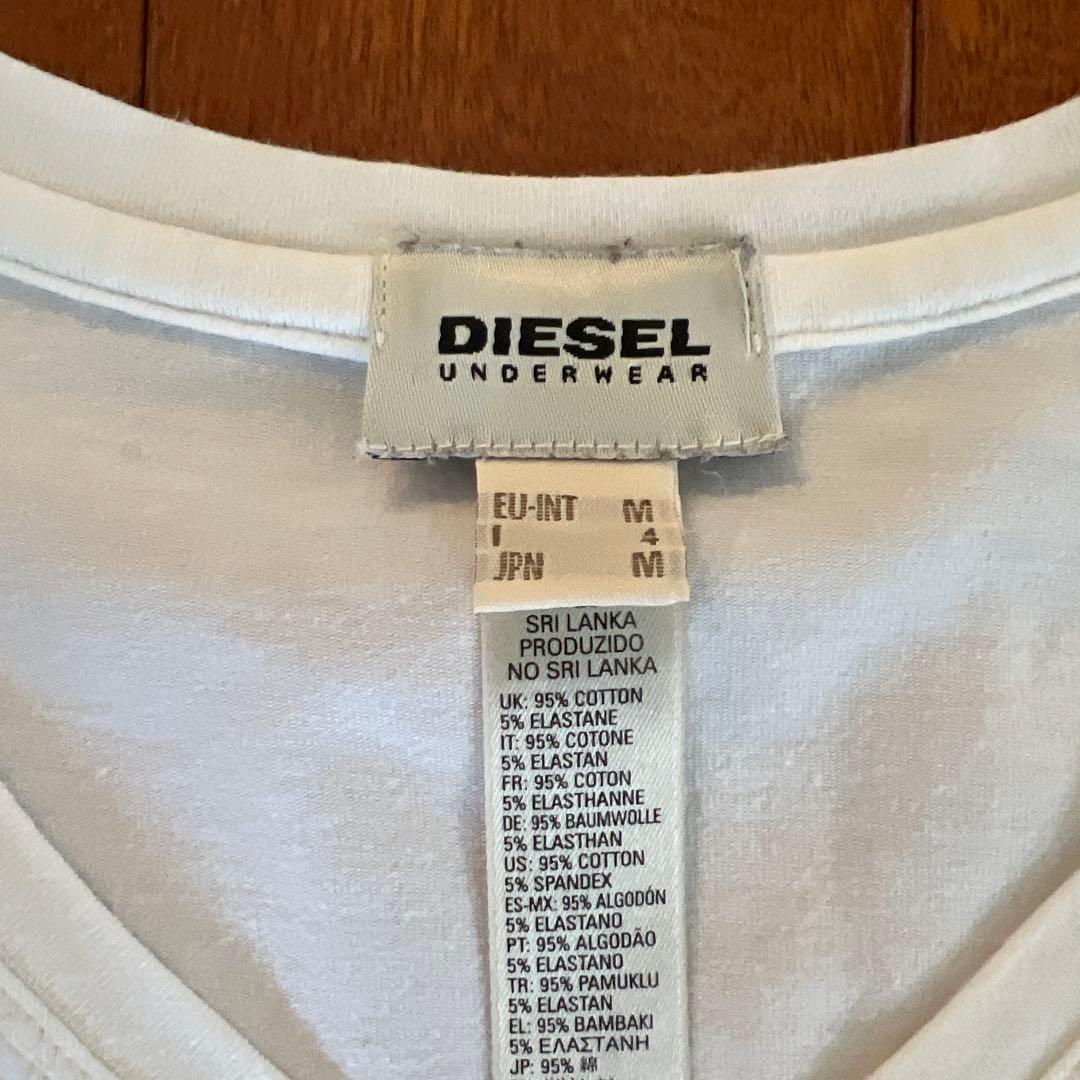 DIESEL
UNDERWEAR
EU-INT M
I 4
JPN M
SRI LANKA
PRODUZIDO
NO SRI LANKA
UK: 95% COTTON
5% ELASTANE
IT: 95% COTONE
5% ELASTAN
FR: 95% COTON
5% ELASTHANNE
DE: 95% BAUMWOLLE
5% ELASTHAN
US: 95% COTTON
5% SPANDEX
ES-MX: 95% ALGODÓN
5% ELASTANO
PT: 95% ALGODÃO
5% ELASTANO
TR: 95% PAMUKLU
5% ELASTAN
EL: 95% BAMBAKI
5% ΕΛΑΣΤΑΝΗ
JP: 95% 綿